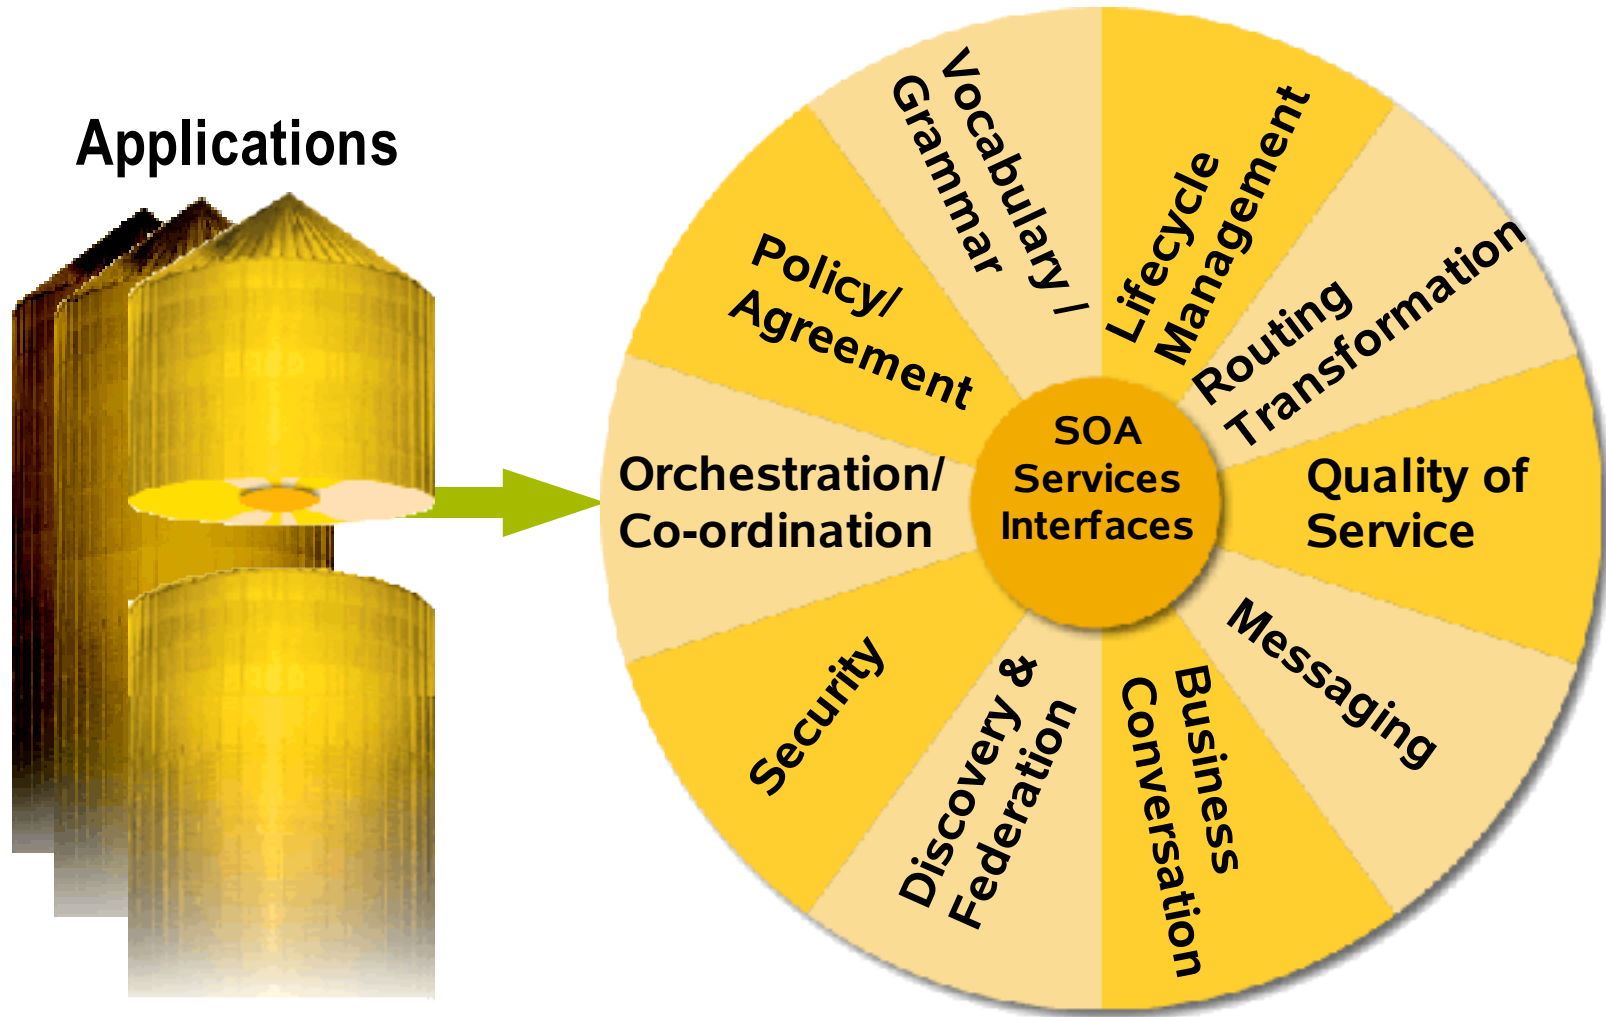 Applications
Vocabulary /
Grammar
Lifecycle
Management
Routing
Transformation
Quality of
Service
Messaging
Business
Conversation
Discovery &
Federation
Security
Orchestration/
Co-ordination
Policy/
Agreement
SOA
Services
Interfaces